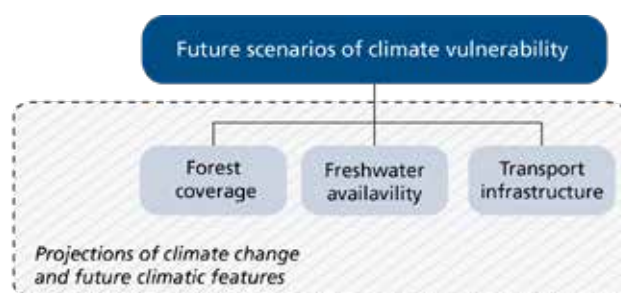 Future scenarios of climate vulnerability
Forest
coverage
Freshwater
availavility
Transport
infrastructure
Projections of climate change
and future climatic features